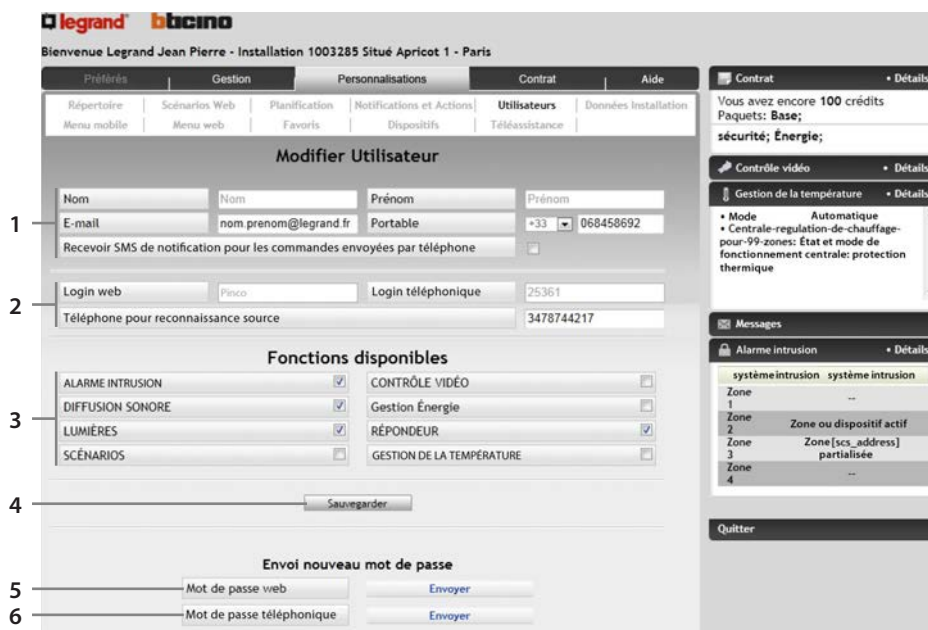 legrand bticino
Bienvenue Legrand Jean Pierre - Installation 1003285 Situé Apricot 1 - Paris
Préférés Gestion Personnalisations Contrat Aide
Répertoire Scénarios Web Planification Notifications et Actions Utilisateurs Données Installation
Menu mobile Menu web Favoris Dispositifs Téléassistance
Modifier Utilisateur
Nom Nom Prénom Prénom
1
E-mail nom.prenom@legrand.fr Portable +33 068458692
Recevoir SMS de notification pour les commandes envoyées par téléphone
2
Login web Pinco Login téléphonique 25361
Téléphone pour reconnaissance source 3478744217
Fonctions disponibles
3
ALARME INTRUSION CONTRÔLE VIDÉO
DIFFUSION SONORE Gestion Énergie
LUMIÈRES RÉPONDEUR
SCÉNARIOS GESTION DE LA TEMPÉRATURE
4
Sauvegarder
Envoi nouveau mot de passe
5
Mot de passe web Envoyer
6
Mot de passe téléphonique Envoyer
Contrat • Détails
Vous avez encore 100 crédits
Paquets: Base;
sécurité; Énergie;
Contrôle vidéo • Détails
Gestion de la température • Détails
• Mode Automatique
• Centrale-regulation-de-chauffage-
pour-99-zones: État et mode de
fonctionnement centrale: protection
thermique
Messages
Alarme intrusion • Détails
système intrusion système intrusion
Zone
1 --
Zone
2 Zone ou dispositif actif
Zone Zone[scs_address]
3 partialisée
Zone
4 --
Quitter